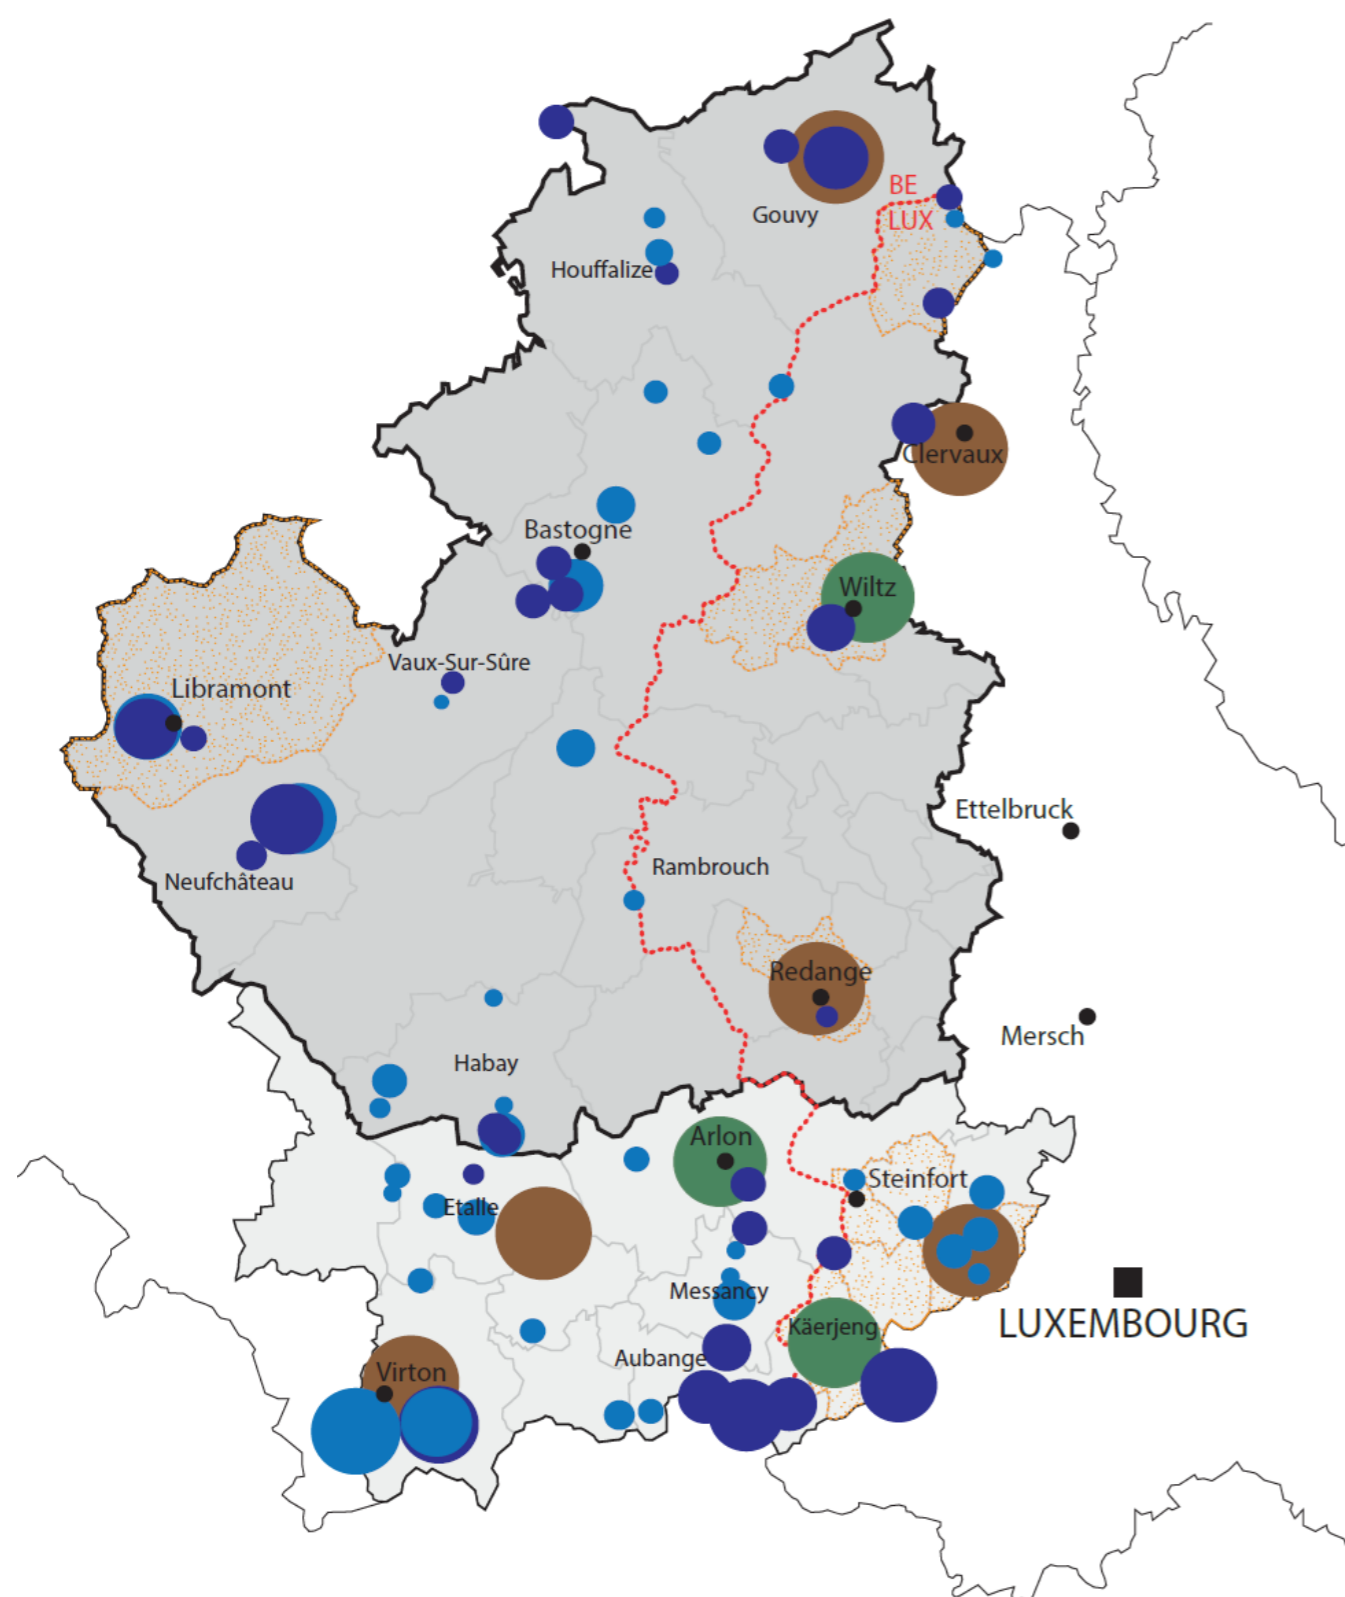 BE
Gouvy
LUX
Houffalize
Clervaux
Bastogne
Wiltz
Vaux-Sur-Sûre
Libramont
Ettelbruck
Rambrouch
Neufchâteau
Redange
Mersch
Habay
Arlon
Steinfort
Etalle
Messancy
LUXEMBOURG
Käerjeng
Aubange
Virton